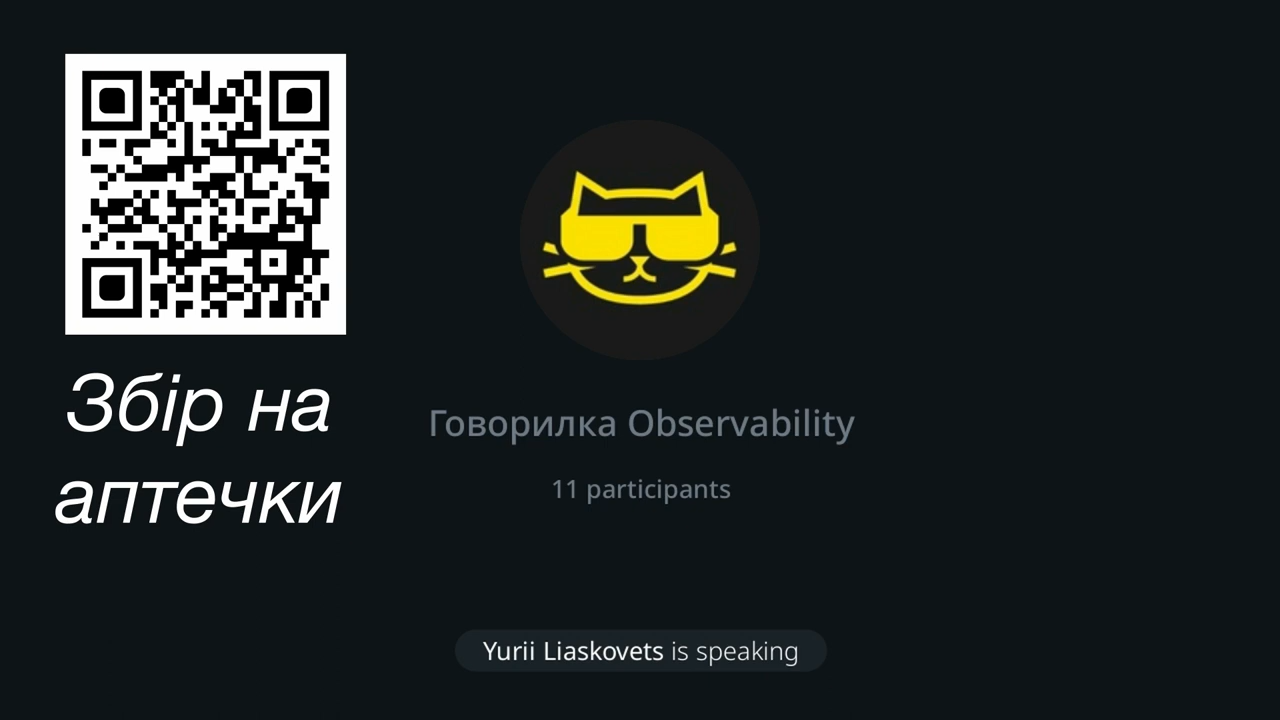 Збір на
аптечки
Говорилка Observability
11 participants
Yurii Liaskovets is speaking